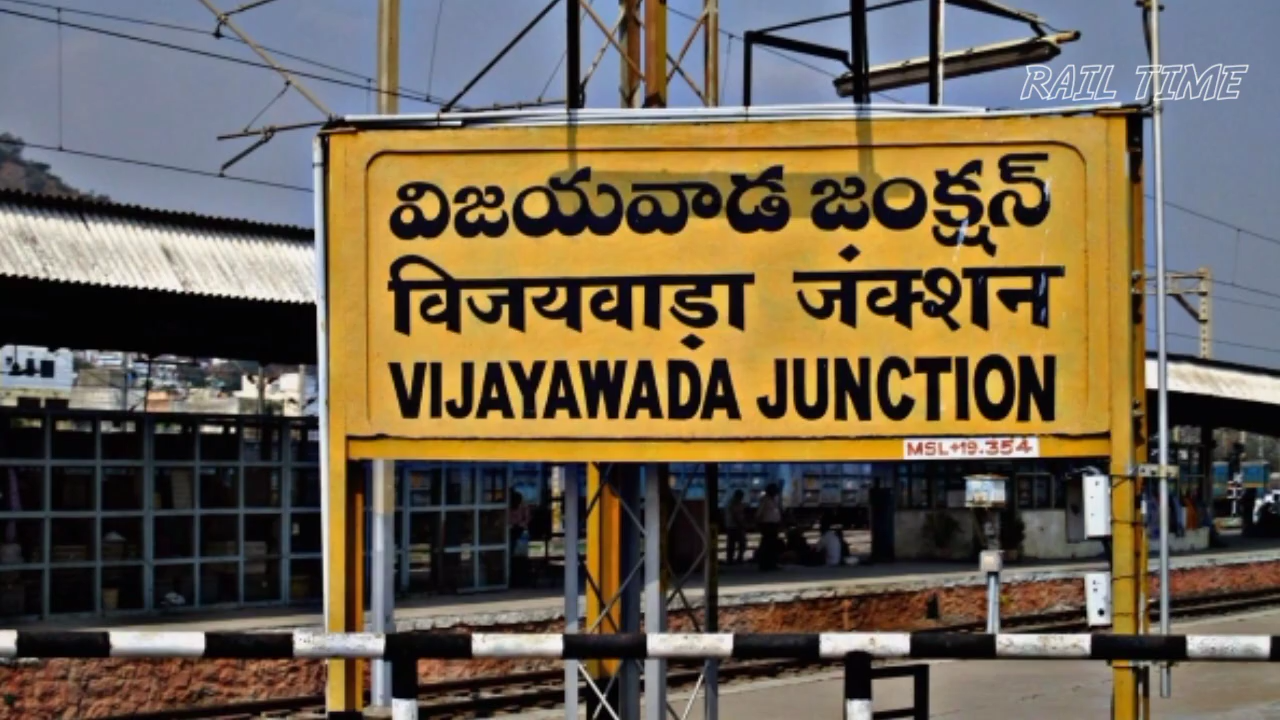 RAIL TIME
విజయవాడ జంక్షన్
विजयवाड़ा जंक्शन
VIJAYAWADA JUNCTION
MSL+19.354